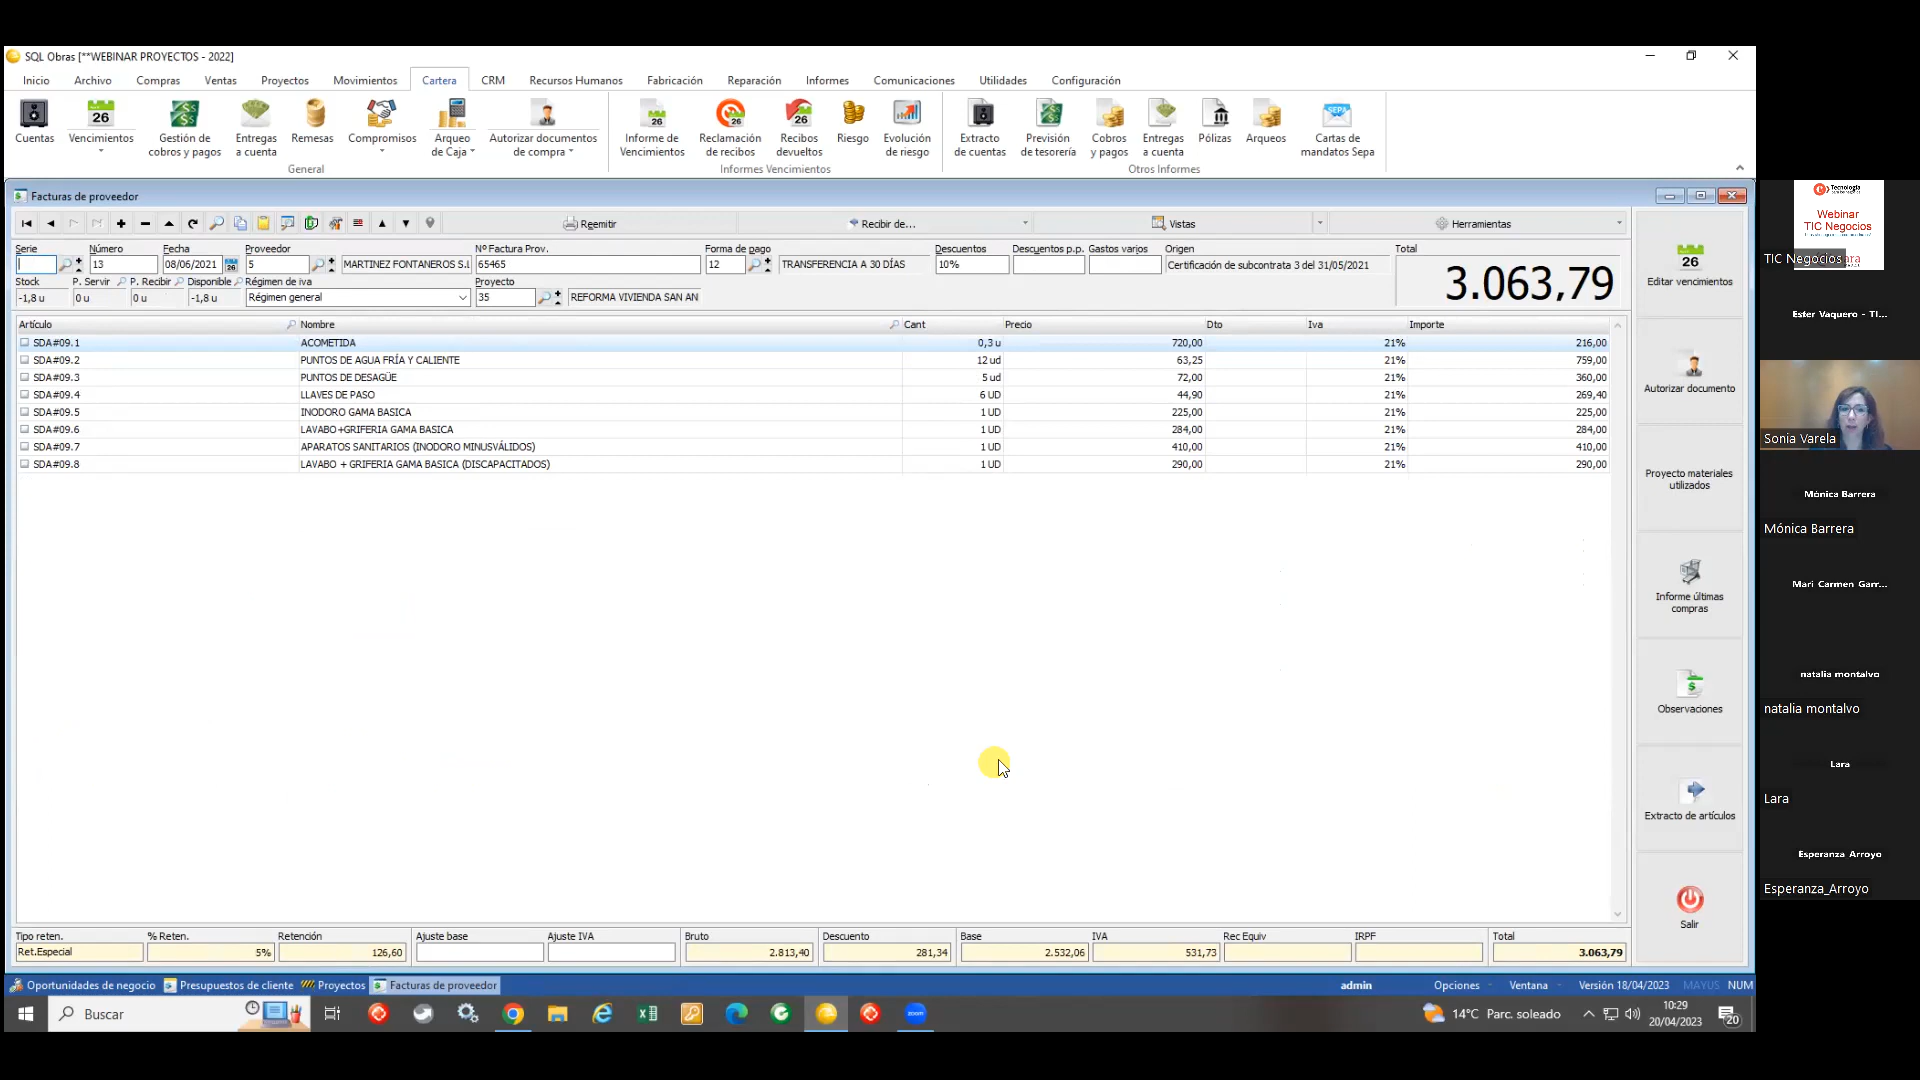 SQL Obras [**WEBINAR PROYECTOS - 2022]
Inicio Archivo Compras Ventas Proyectos Movimientos Cartera CRM Recursos Humanos Fabricación Reparación Informes Comunicaciones Utilidades Configuración
Cuentas
Vencimientos
Gestión de cobros y pagos
Entregas a cuenta
Remesas
Compromisos
Arqueo de Caja
Autorizar documentos de compra
Informe de Vencimientos
Reclamación de recibos
Recibos devueltos
Riesgo
Evolución de riesgo
Extracto de cuentas
Previsión de tesorería
Cobros y pagos
Entregas a cuenta
Pólizas
Arqueos
Cartas de mandatos Sepa
General
Informes Vencimientos
Otros Informes
Facturas de proveedor
Reemitir Recibir de... Vistas Herramientas
Serie Número Fecha Proveedor Nº Factura Prov. Forma de pago Descuentos Descuentos p.p. Gastos varios Origen Total
13 08/06/2021 5 MARTINEZ FONTANEROS S.L 65465 12 TRANSFERENCIA A 30 DÍAS 10% Certificación de subcontrata 3 del 31/05/2021 3.063,79
Stock P. Servir P. Recibir Disponible Régimen de iva Proyecto
-1,8 u 0 u 0 u -1,8 u Régimen general 35 REFORMA VIVIENDA SAN AN
Artículo Nombre Cant Precio Dto Iva Importe
SDA#09.1 ACOMETIDA 0,3 u 720,00 21% 216,00
SDA#09.2 PUNTOS DE AGUA FRÍA Y CALIENTE 12 ud 63,25 21% 759,00
SDA#09.3 PUNTOS DE DESAGÜE 5 ud 72,00 21% 360,00
SDA#09.4 LLAVES DE PASO 6 UD 44,90 21% 269,40
SDA#09.5 INODORO GAMA BASICA 1 UD 225,00 21% 225,00
SDA#09.6 LAVABO+GRIFERIA GAMA BASICA 1 UD 284,00 21% 284,00
SDA#09.7 APARATOS SANITARIOS (INODORO MINUSVÁLIDOS) 1 UD 410,00 21% 410,00
SDA#09.8 LAVABO + GRIFERIA GAMA BASICA (DISCAPACITADOS) 1 UD 290,00 21% 290,00
26
Editar vencimientos
Autorizar documento
Proyecto materiales utilizados
Informe últimas compras
Observaciones
Extracto de artículos
Salir
Tipo reten. % Reten. Retención Ajuste base Ajuste IVA Bruto Descuento Base IVA Rec Equiv IRPF Total
Ret.Especial 5% 126,60 2.813,40 281,34 2.532,06 531,73 3.063,79
Oportunidades de negocio Presupuestos de cliente Proyectos Facturas de proveedor admin Opciones Ventana Versión 18/04/2023 MAYUS NUM
Buscar
zoom
14°C Parc. soleado
10:29
20/04/2023
20
Tecnología
Webinar
TIC Negocios
TIC Negocios
Ester Vaquero - TI...
Sonia Varela
Mónica Barrera
Mónica Barrera
Mari Carmen Garr...
natalia montalvo
natalia montalvo
Lara
Lara
Esperanza Arroyo
Esperanza_Arroyo